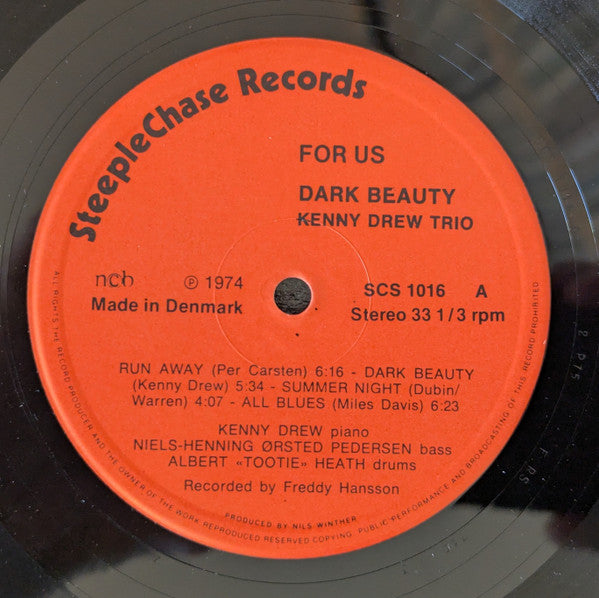 SteepleChase Records
FOR US
DARK BEAUTY
KENNY DREW TRIO
ncb
℗ 1974
Made in Denmark
SCS 1016 A
Stereo 33 1/3 rpm
RUN AWAY (Per Carsten) 6:16 - DARK BEAUTY
(Kenny Drew) 5:34 - SUMMER NIGHT (Dubin/
Warren) 4:07 - ALL BLUES (Miles Davis) 6:23
KENNY DREW piano
NIELS-HENNING ØRSTED PEDERSEN bass
ALBERT «TOOTIE» HEATH drums
Recorded by Freddy Hansson
PRODUCED BY NILS WINTHER
ALL RIGHTS THE RECORD PRODUCER AND THE OWNER OF THE WORK REPRODUCED RESERVED COPYING. PUBLIC PERFORMANCE AND BROADCASTING OF THIS RECORD PROHIBITED